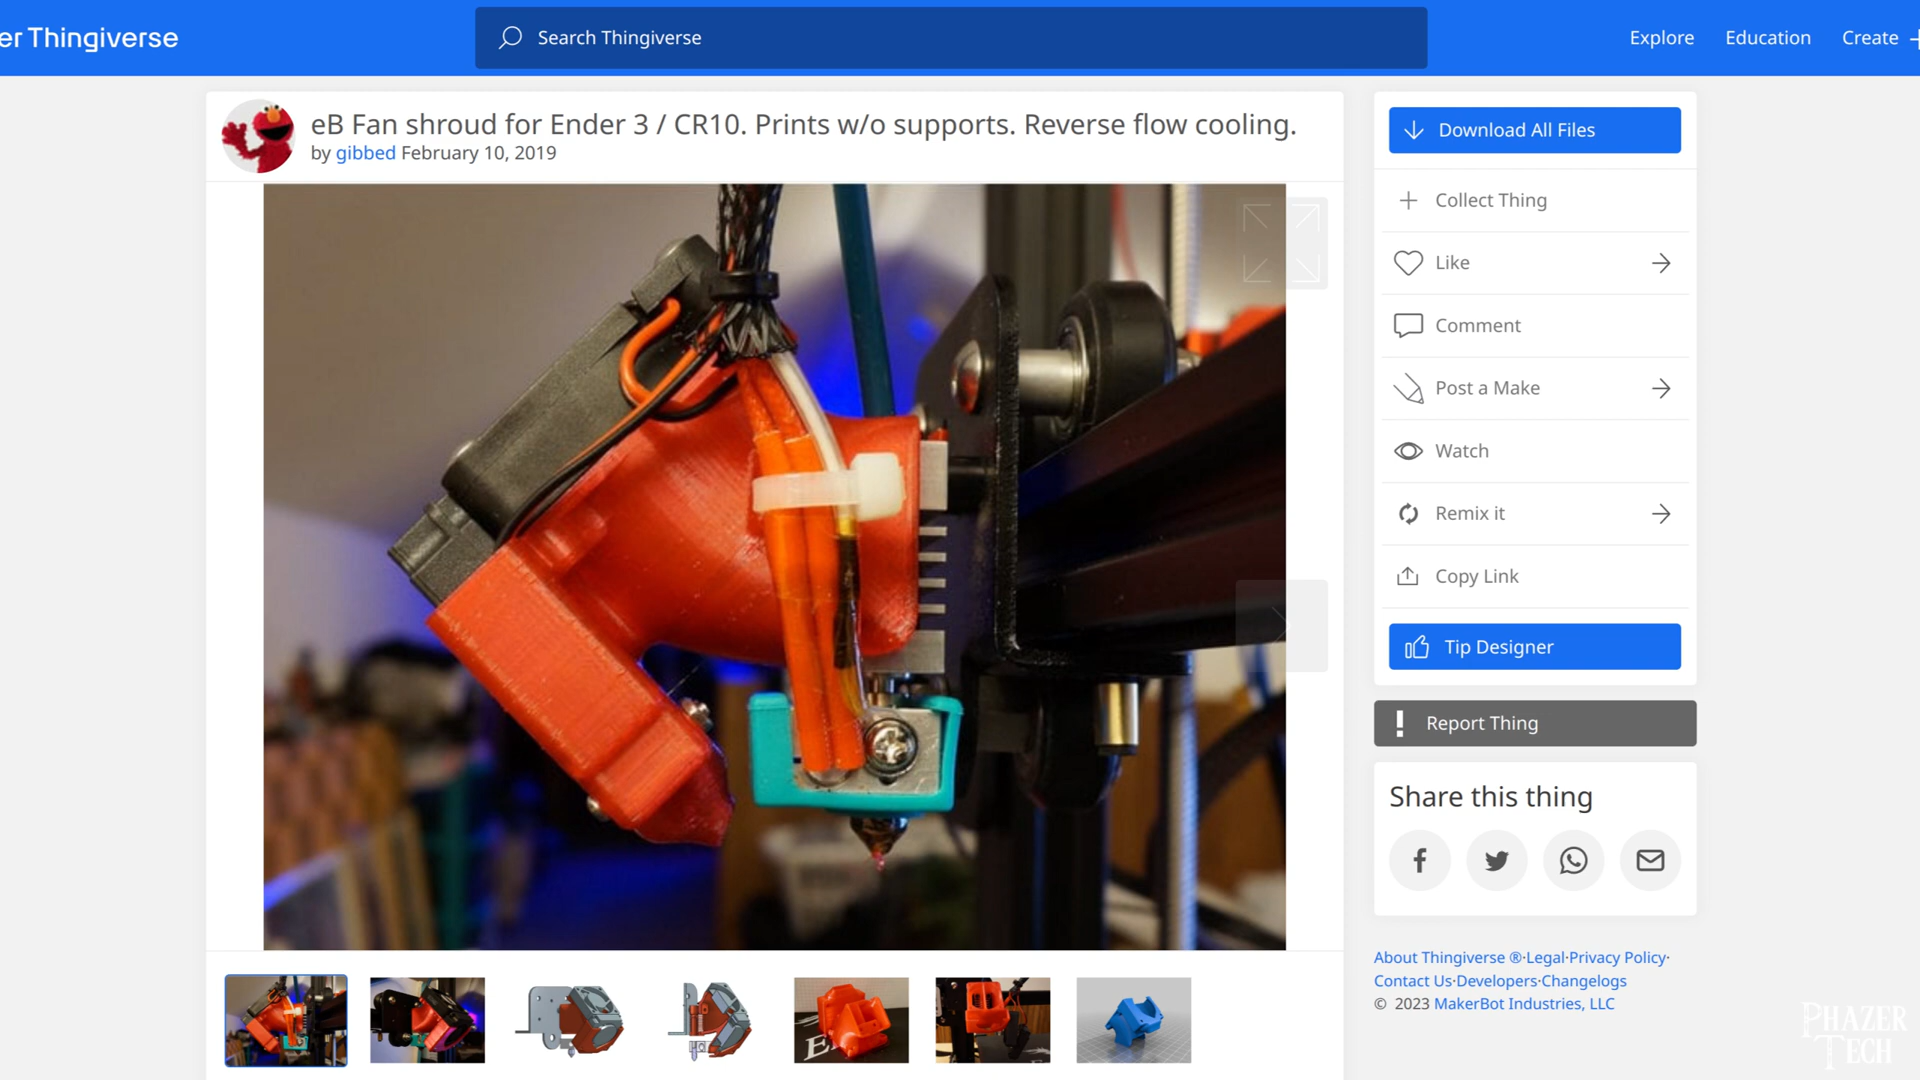 er Thingiverse
Search Thingiverse
Explore
Education
Create
eB Fan shroud for Ender 3 / CR10. Prints w/o supports. Reverse flow cooling.
by gibbed February 10, 2019
Download All Files
Collect Thing
Like
Comment
Post a Make
Watch
Remix it
Copy Link
Tip Designer
Report Thing
Share this thing
About Thingiverse ®·Legal·Privacy Policy·
Contact Us·Developers·Changelogs
© 2023 MakerBot Industries, LLC
PHAZER
TECH